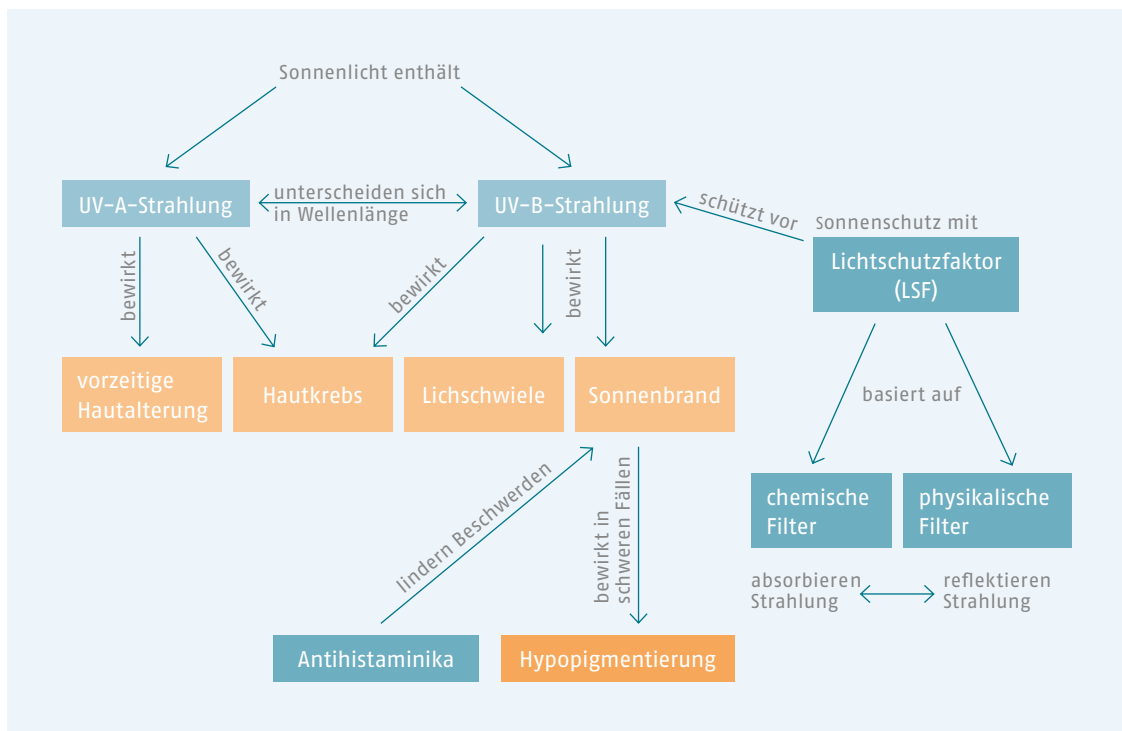 Sonnenlicht enthält
UV-A-Strahlung
unterscheiden sich
in Wellenlänge
UV-B-Strahlung
schützt vor
Sonnenschutz mit
Lichtschutzfaktor
(LSF)
bewirkt
bewirkt
bewirkt
bewirkt
vorzeitige
Hautalterung
Hautkrebs
Lichschwiele
Sonnenbrand
basiert auf
lindern Beschwerden
bewirkt in
schweren Fällen
chemische
Filter
physikalische
Filter
absorbieren
Strahlung
reflektieren
Strahlung
Antihistaminika
Hypopigmentierung